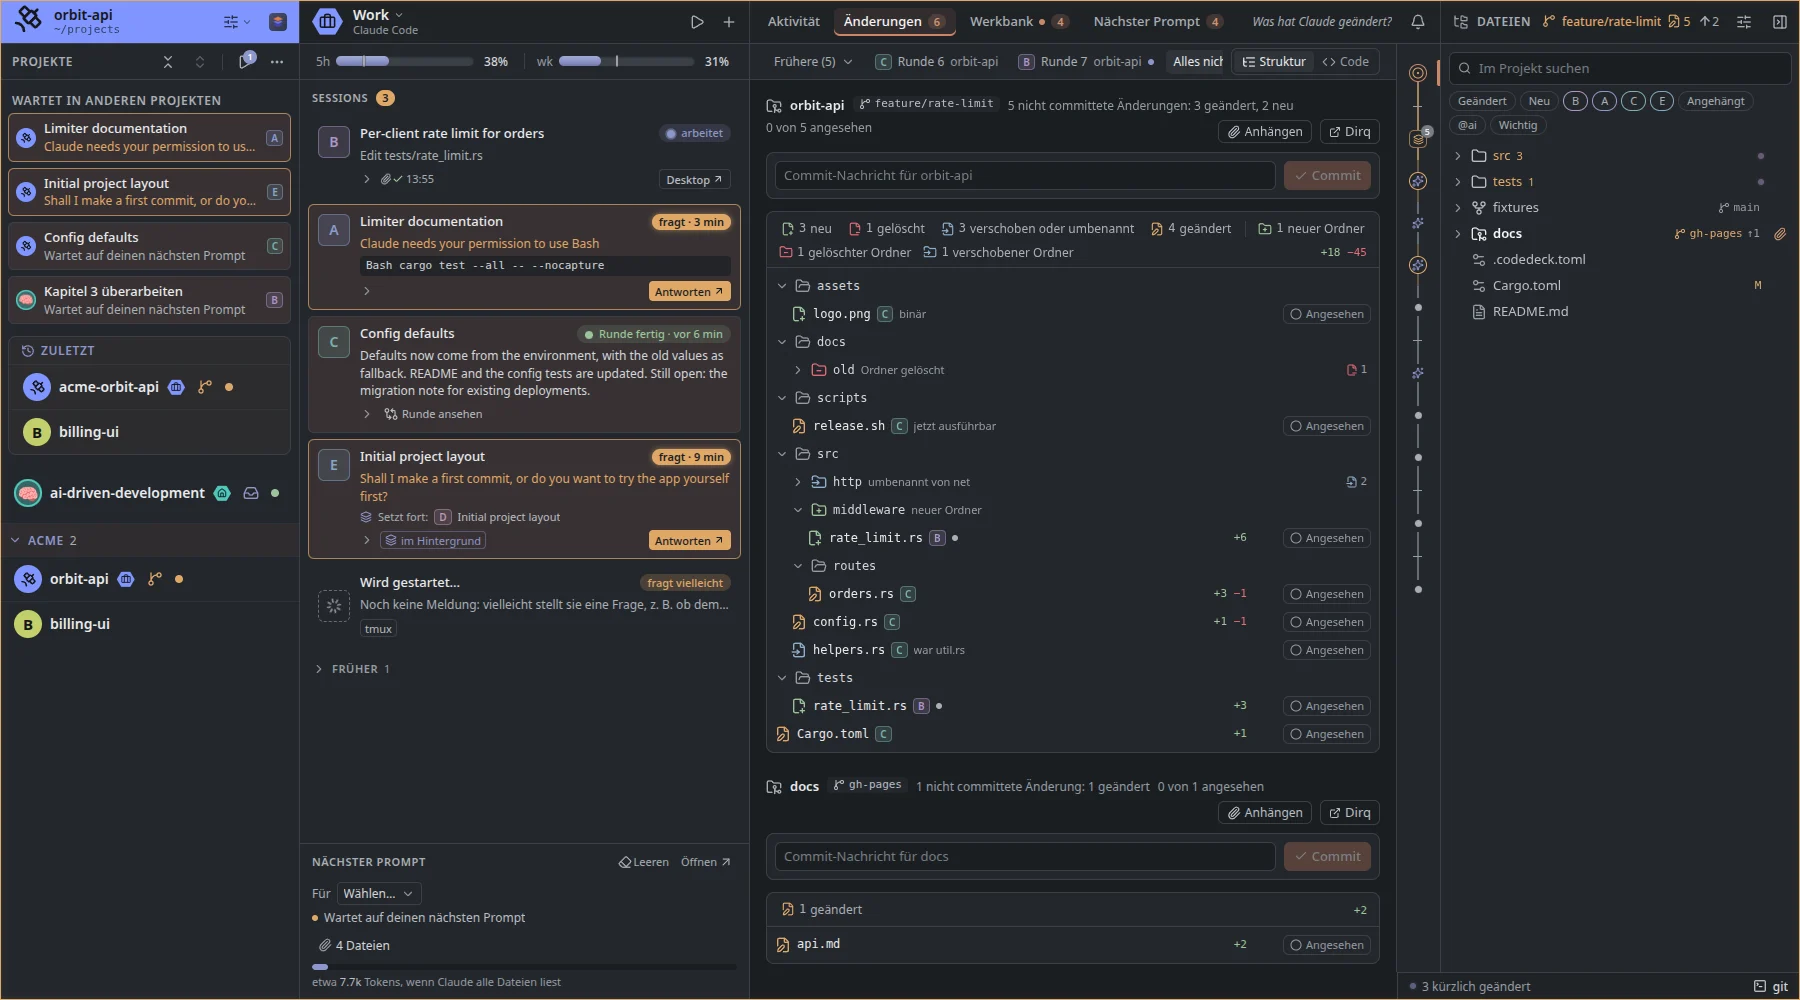 orbit-api
~/projects
PROJEKTE
1
WARTET IN ANDEREN PROJEKTEN
Limiter documentation
Claude needs your permission to us...
A
Initial project layout
Shall I make a first commit, or do yo...
E
Config defaults
Wartet auf deinen nächsten Prompt
C
Kapitel 3 überarbeiten
Wartet auf deinen nächsten Prompt
B
ZULETZT
acme-orbit-api
B billing-ui
ai-driven-development
ACME 2
orbit-api
B billing-ui
Work
Claude Code
5h 38% wk 31%
SESSIONS 3
B Per-client rate limit for orders arbeitet
Edit tests/rate_limit.rs
13:55 Desktop
A Limiter documentation fragt · 3 min
Claude needs your permission to use Bash
Bash cargo test --all -- --nocapture
Antworten
C Config defaults Runde fertig · vor 6 min
Defaults now come from the environment, with the old values as
fallback. README and the config tests are updated. Still open: the
migration note for existing deployments.
Runde ansehen
E Initial project layout fragt · 9 min
Shall I make a first commit, or do you want to try the app yourself
first?
Setzt fort: D Initial project layout
im Hintergrund Antworten
Wird gestartet... fragt vielleicht
Noch keine Meldung: vielleicht stellt sie eine Frage, z. B. ob dem...
tmux
FRÜHER 1
NÄCHSTER PROMPT Leeren Öffnen
Für Wählen...
Wartet auf deinen nächsten Prompt
4 Dateien
etwa 7.7k Tokens, wenn Claude alle Dateien liest
Aktivität Änderungen 6 Werkbank 4 Nächster Prompt 4 Was hat Claude geändert?
Frühere (5) C Runde 6 orbit-api B Runde 7 orbit-api Alles nich Struktur Code
orbit-api feature/rate-limit 5 nicht committete Änderungen: 3 geändert, 2 neu
0 von 5 angesehen
Anhängen Dirq
Commit-Nachricht für orbit-api Commit
3 neu 1 gelöscht 3 verschoben oder umbenannt 4 geändert 1 neuer Ordner
1 gelöschter Ordner 1 verschobener Ordner +18 −45
assets
logo.png C binär Angesehen
docs
old Ordner gelöscht 1
scripts
release.sh C jetzt ausführbar Angesehen
src
http umbenannt von net 2
middleware neuer Ordner
rate_limit.rs B +6 Angesehen
routes
orders.rs C +3 −1 Angesehen
config.rs C +1 −1 Angesehen
helpers.rs C war util.rs Angesehen
tests
rate_limit.rs B +3 Angesehen
Cargo.toml C +1 Angesehen
docs gh-pages 1 nicht committete Änderung: 1 geändert 0 von 1 angesehen
Anhängen Dirq
Commit-Nachricht für docs Commit
1 geändert +2
api.md +2 Angesehen
5
DATEIEN feature/rate-limit 5 ↑2
Im Projekt suchen
Geändert Neu B A C E Angehängt
@ai Wichtig
src 3
tests 1
fixtures main
docs gh-pages ↑1
.codedeck.toml
Cargo.toml M
README.md
3 kürzlich geändert git